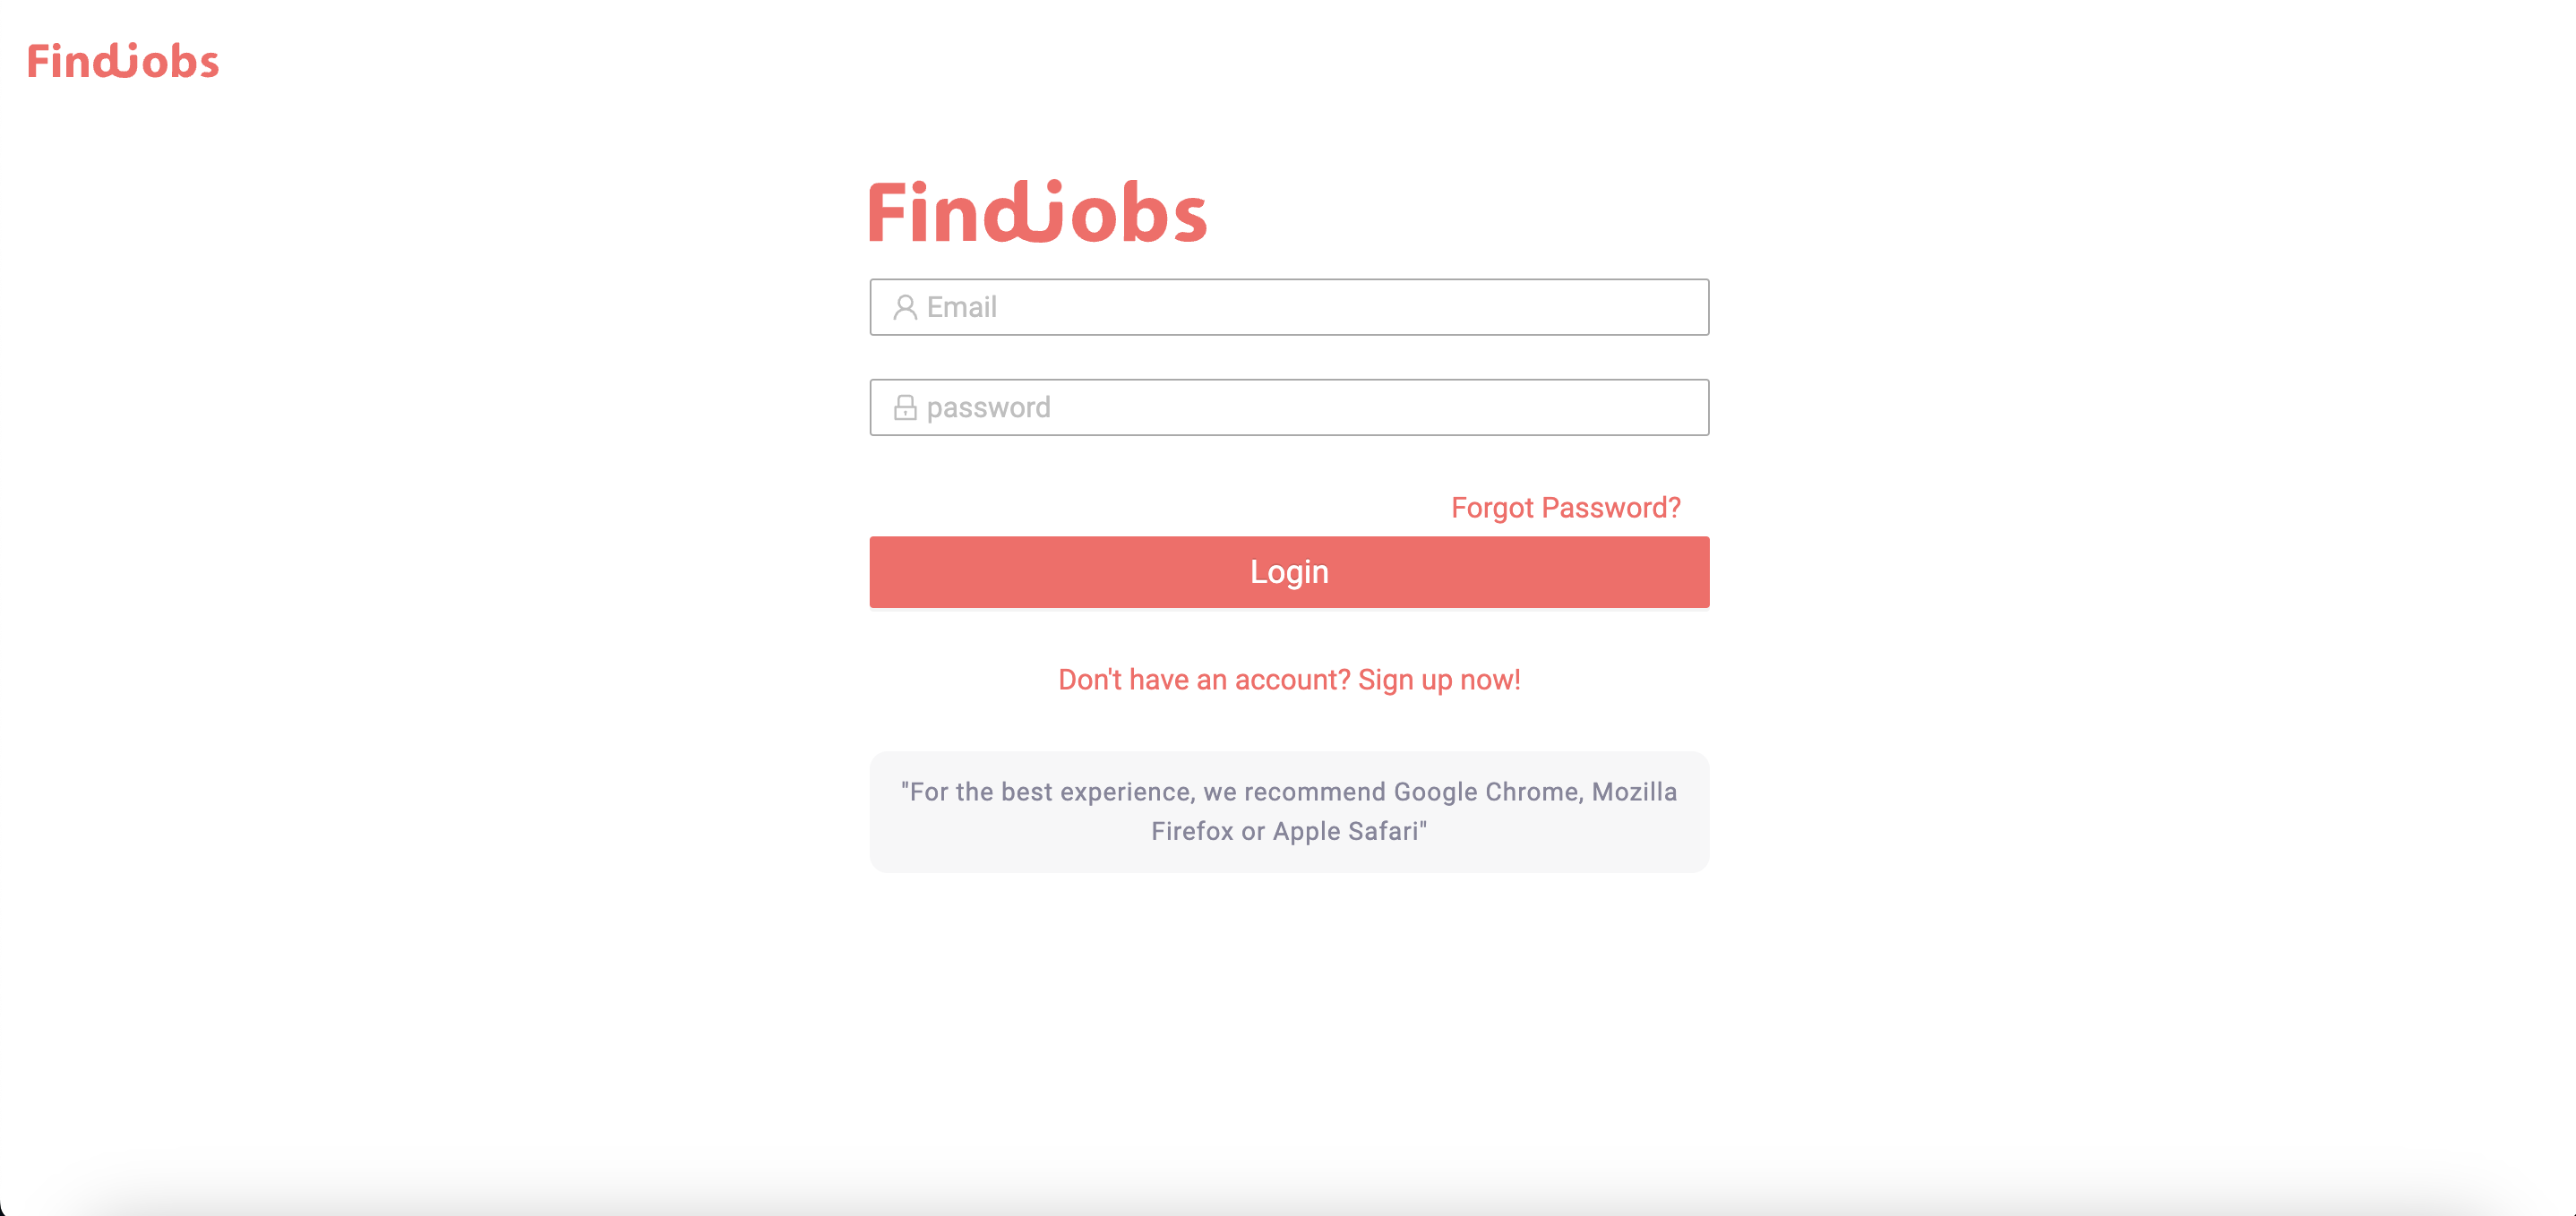 Findjobs
Findjobs
Email
password
Forgot Password?
Login
Don't have an account? Sign up now!
"For the best experience, we recommend Google Chrome, Mozilla
Firefox or Apple Safari"